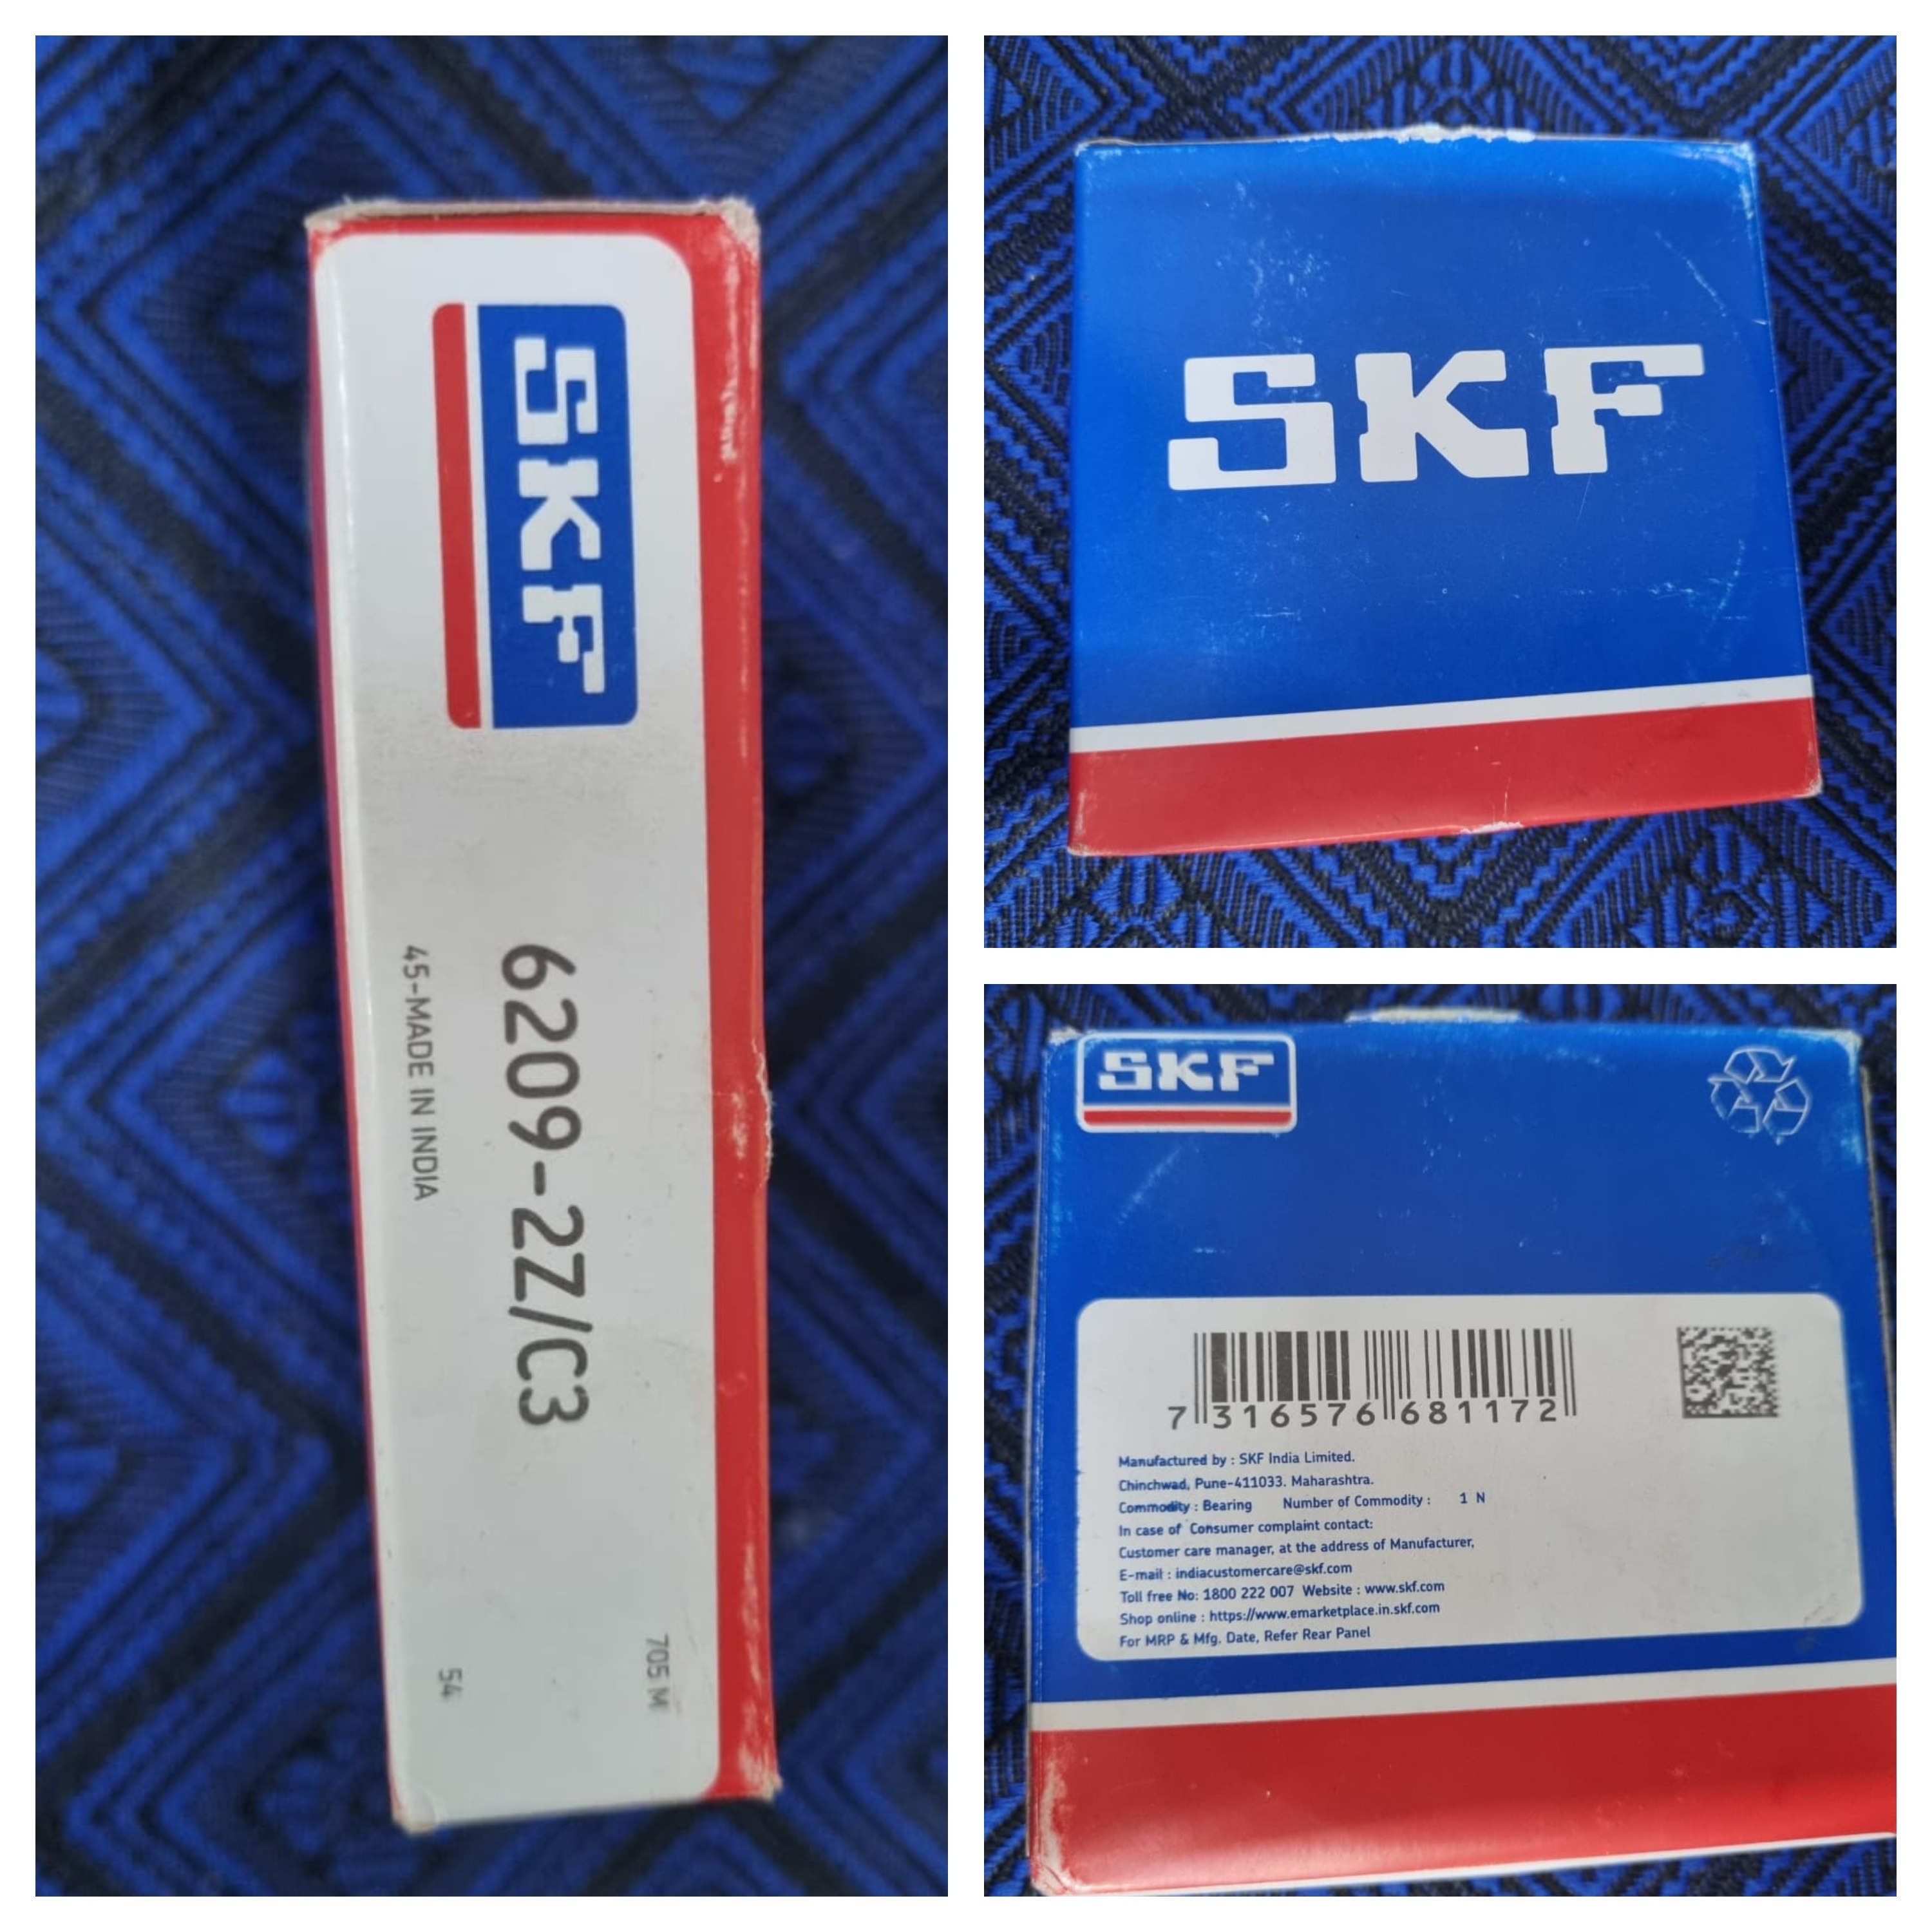 SKF
6209-2Z/C3
45-MADE IN INDIA
705 M
54
SKF
SKF
7 316576 681172
Manufactured by : SKF India Limited.
Chinchwad, Pune-411033. Maharashtra.
Commodity : Bearing Number of Commodity : 1 N
In case of Consumer complaint contact:
Customer care manager, at the address of Manufacturer,
E-mail : indiacustomercare@skf.com
Toll free No: 1800 222 007 Website : www.skf.com
Shop online : https://www.emarketplace.in.skf.com
For MRP & Mfg. Date, Refer Rear Panel